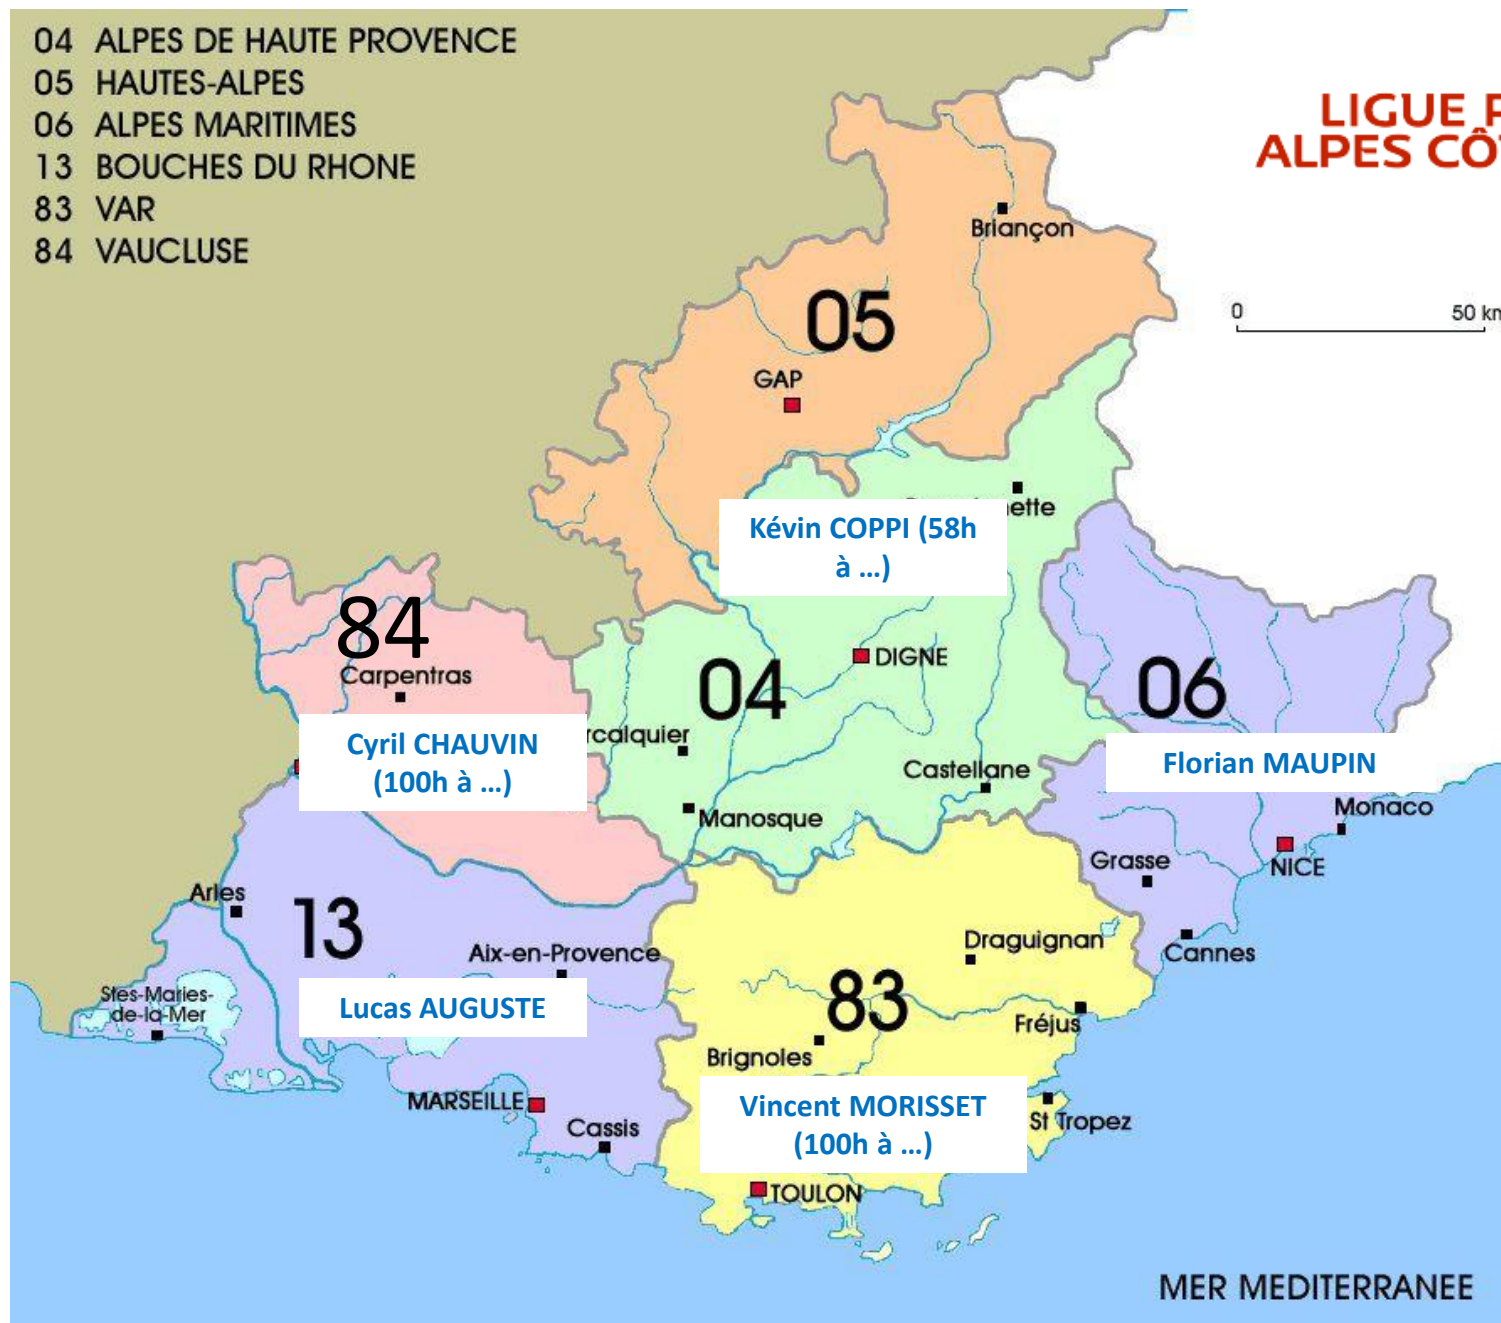 04 ALPES DE HAUTE PROVENCE
05 HAUTES-ALPES
06 ALPES MARITIMES
13 BOUCHES DU RHONE
83 VAR
84 VAUCLUSE
LIGUE
ALPES
0 50 km
Briançon
05
GAP
Kévin COPPI (58h
à ...)
84
Carpentras
DIGNE
04
06
Cyril CHAUVIN
(100h à ...)
Castellane
Florian MAUPIN
Manosque
Monaco
Grasse
NICE
Arles
13
Aix-en-Provence
Draguignan
Cannes
Stes-Maries-
de-la-Mer
Lucas AUGUSTE
83
Fréjus
Brignoles
MARSEILLE
Cassis
Vincent MORISSET
(100h à ...)
St Tropez
TOULON
MER MEDITERRANEE